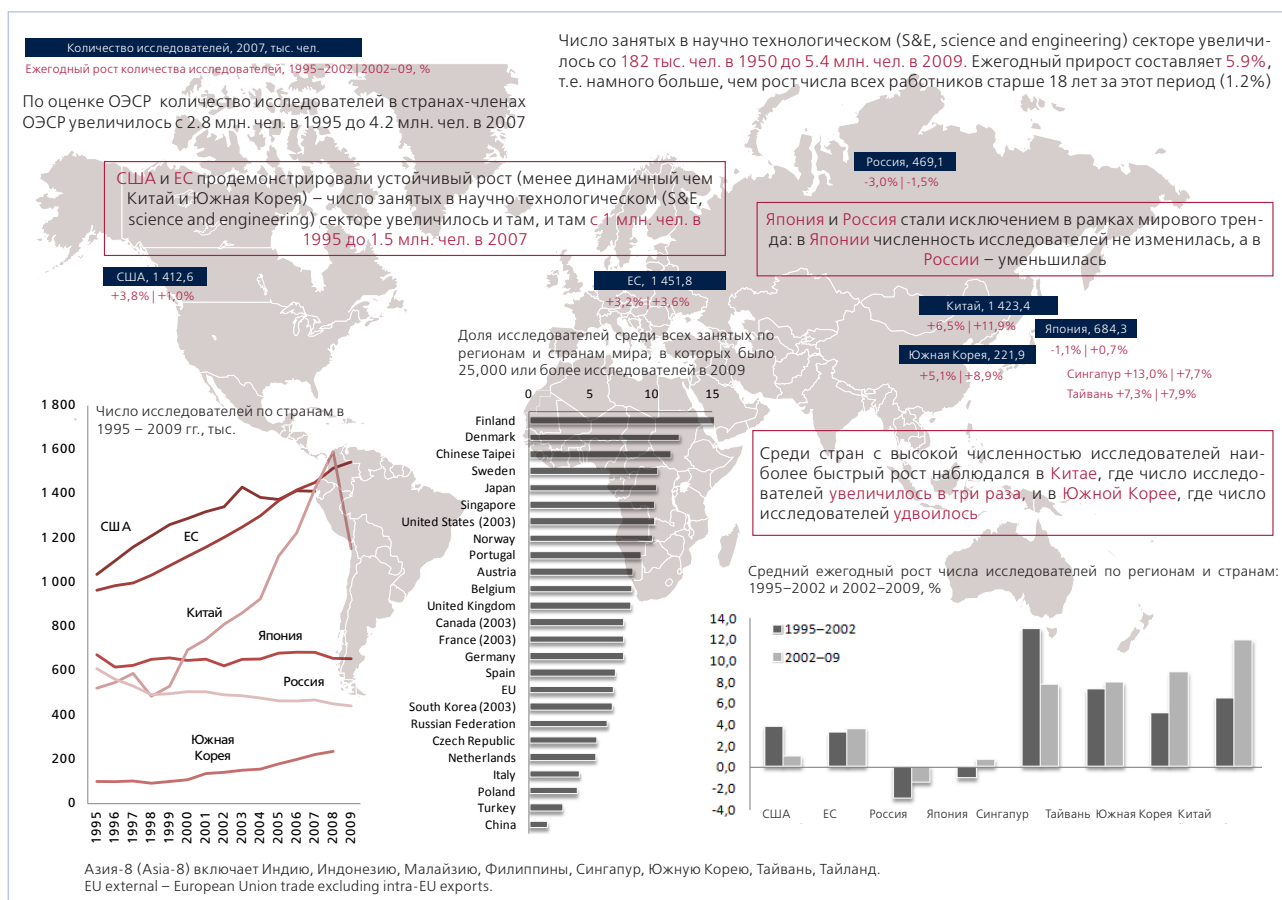 Количество исследователей, 2007, тыс. чел.
Ежегодный рост количества исследователей, 1995–2002 | 2002–09, %
По оценке ОЭСР количество исследователей в странах-членах
ОЭСР увеличилось с 2.8 млн. чел. в 1995 до 4.2 млн. чел. в 2007
Число занятых в научно технологическом (S&E, science and engineering) секторе увеличи-
лось со 182 тыс. чел. в 1950 до 5.4 млн. чел. в 2009. Ежегодный прирост составляет 5.9%,
т.е. намного больше, чем рост числа всех работников старше 18 лет за этот период (1.2%)
США и ЕС продемонстрировали устойчивый рост (менее динамичный чем
Китай и Южная Корея) – число занятых в научно технологическом (S&E,
science and engineering) секторе увеличилось и там, и там с 1 млн. чел. в
1995 до 1.5 млн. чел. в 2007
Россия, 469,1
-3,0% | -1,5%
Япония и Россия стали исключением в рамках мирового трен-
да: в Японии численность исследователей не изменилась, а в
России – уменьшилась
США, 1 412,6
+3,8% | +1,0%
ЕС, 1 451,8
+3,2% | +3,6%
Китай, 1 423,4
+6,5% | +11,9%
Япония, 684,3
-1,1% | +0,7%
Южная Корея, 221,9
+5,1% | +8,9%
Сингапур +13,0% | +7,7%
Тайвань +7,3% | +7,9%
Доля исследователей среди всех занятых по
регионам и странам мира, в которых было
25,000 или более исследователей в 2009
0 5 10 15
Finland
Denmark
Chinese Taipei
Sweden
Japan
Singapore
United States (2003)
Norway
Portugal
Austria
Belgium
United Kingdom
Canada (2003)
France (2003)
Germany
Spain
EU
South Korea (2003)
Russian Federation
Czech Republic
Netherlands
Italy
Poland
Turkey
China
Число исследователей по странам в
1995 – 2009 гг., тыс.
1 800
1 600
1 400
1 200
1 000
800
600
400
200
0
США
ЕС
Китай
Япония
Россия
Южная
Корея
1995 1996 1997 1998 1999 2000 2001 2002 2003 2004 2005 2006 2007 2008 2009
Среди стран с высокой численностью исследователей наи-
более быстрый рост наблюдался в Китае, где число исследо-
вателей увеличилось в три раза, и в Южной Корее, где число
исследователей удвоилось
Средний ежегодный рост числа исследователей по регионам и странам:
1995–2002 и 2002–2009, %
14,0
12,0
10,0
8,0
6,0
4,0
2,0
0,0
-2,0
-4,0
1995–2002
2002–09
США ЕС Россия Япония Сингапур Тайвань Южная Корея Китай
Азия-8 (Asia-8) включает Индию, Индонезию, Малайзию, Филиппины, Сингапур, Южную Корею, Тайвань, Тайланд.
EU external – European Union trade excluding intra-EU exports.